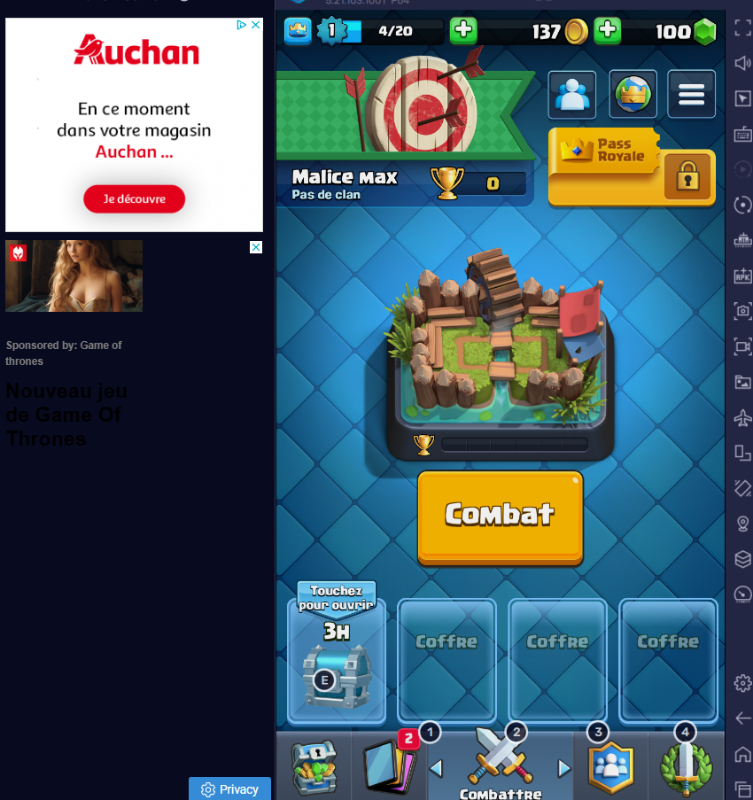 Auchan
En ce moment
dans votre magasin
Auchan ...
Je découvre
Sponsored by: Game of
thrones
Nouveau jeu
de Game Of
Thrones
Privacy
1
4/20
137
100
Pass
Royale
Malice max
0
Pas de clan
Combat
Touchez
pour ouvrir
3H
E
Coffre
Coffre
Coffre
2
1
2
3
4
Combattre